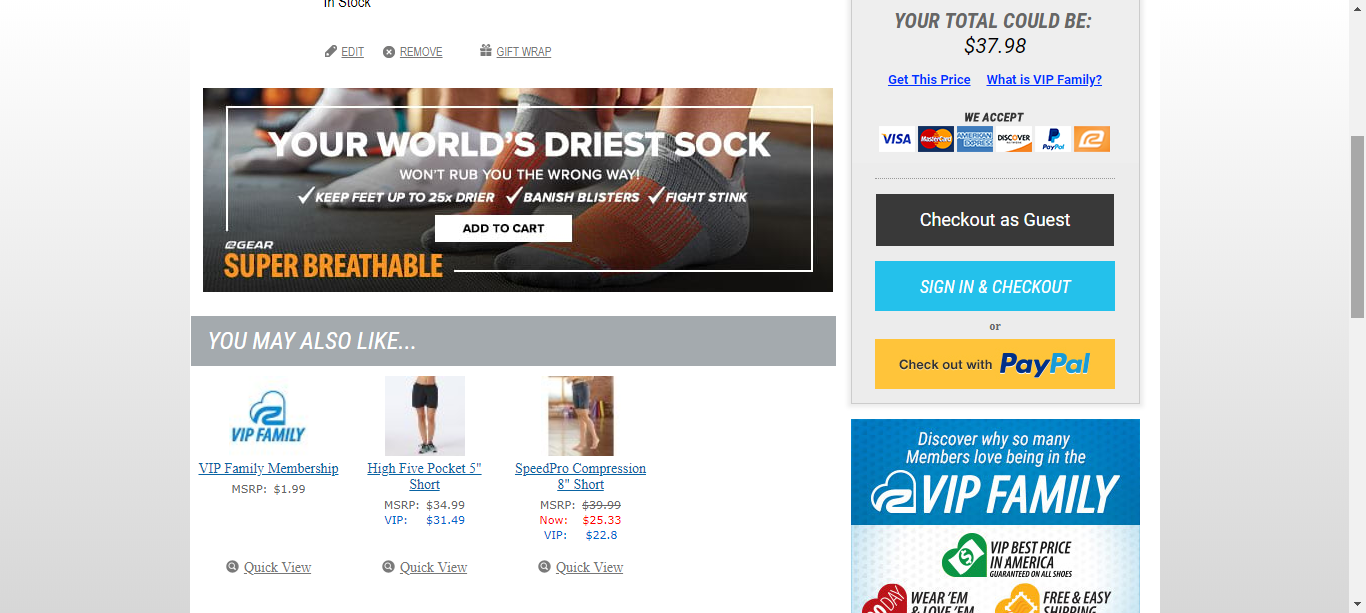 In Stock
EDIT
REMOVE
GIFT WRAP
YOUR WORLD'S DRIEST SOCK
WON'T RUB YOU THE WRONG WAY!
KEEP FEET UP TO 25x DRIER
BANISH BLISTERS
FIGHT STINK
ADD TO CART
GEAR
SUPER BREATHABLE
YOU MAY ALSO LIKE...
VIP FAMILY
VIP Family Membership
MSRP: $1.99
Quick View
High Five Pocket 5"
Short
MSRP: $34.99
VIP: $31.49
Quick View
SpeedPro Compression
8" Short
MSRP: $39.99
Now: $25.33
VIP: $22.8
Quick View
YOUR TOTAL COULD BE:
$37.98
Get This Price
What is VIP Family?
WE ACCEPT
VISA
MasterCard
AMERICAN
EXPRESS
DISCOVER
PayPal
Checkout as Guest
SIGN IN & CHECKOUT
or
Check out with PayPal
Discover why so many
Members love being in the
VIP FAMILY
VIP BEST PRICE
IN AMERICA
GUARANTEED ON ALL SHOES
DAY
WEAR 'EM
& LOVE 'EM
FREE & EASY
SHIPPING